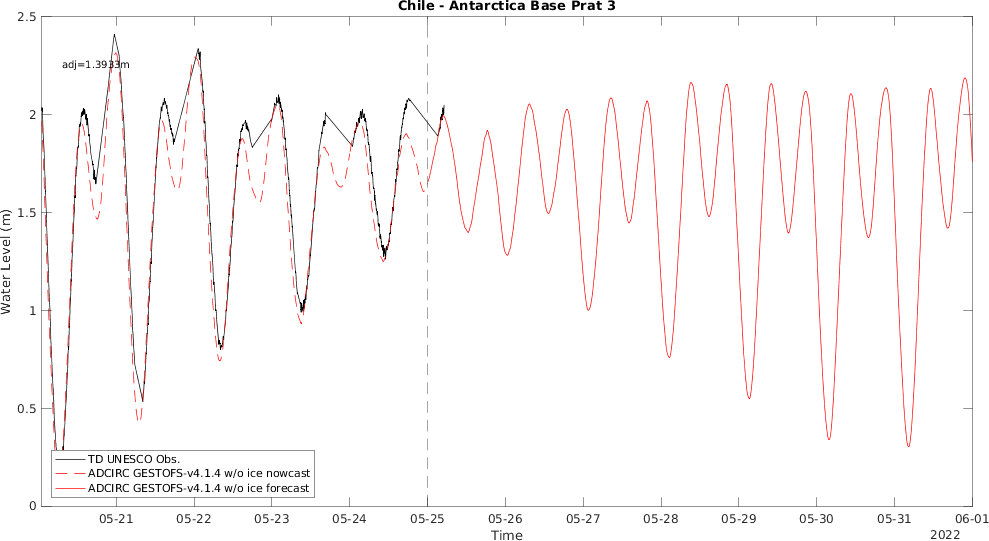 Chile - Antarctica Base Prat 3
adj=1.3933m
Water Level (m)
2.5
2
1.5
1
0.5
0
TD UNESCO Obs.
ADCIRC GESTOFS-v4.1.4 w/o ice nowcast
ADCIRC GESTOFS-v4.1.4 w/o ice forecast
05-21 05-22 05-23 05-24 05-25 05-26 05-27 05-28 05-29 05-30 05-31 06-01
Time
2022